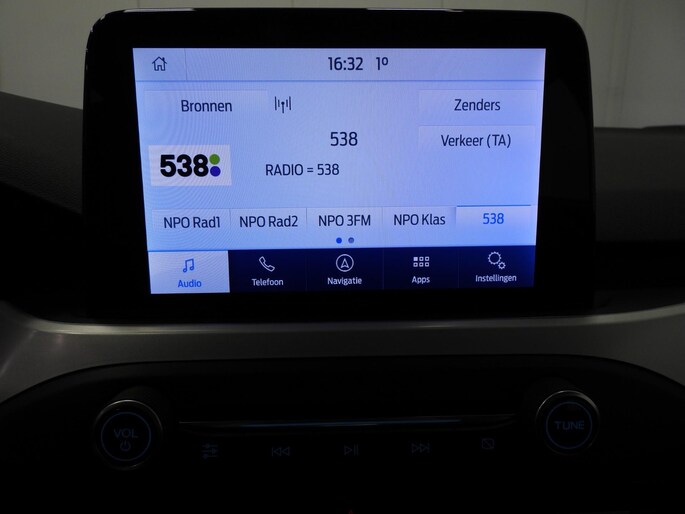 16:32 1º
Bronnen
Zenders
538
Verkeer (TA)
538
RADIO = 538
NPO Rad1 NPO Rad2 NPO 3FM NPO Klas 538
Audio Telefoon Navigatie Apps Instellingen
VOL TUNE